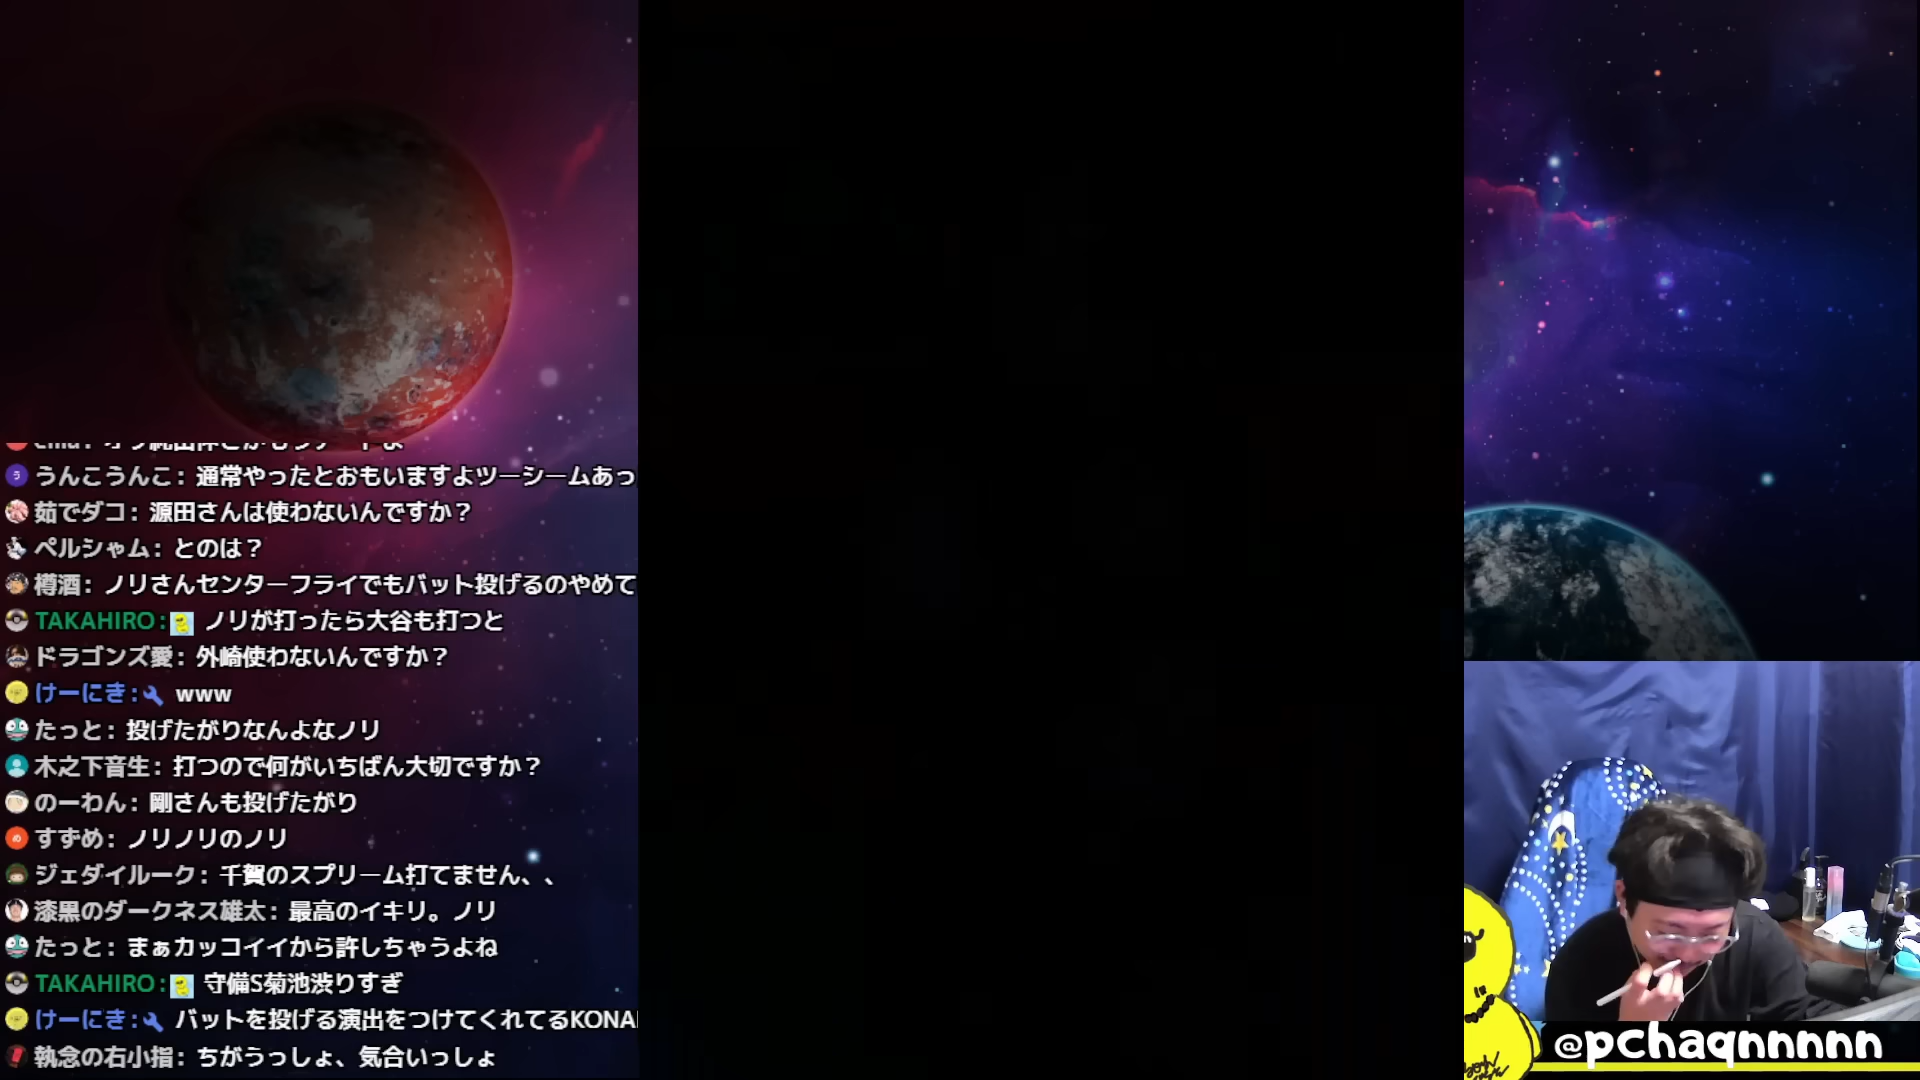 うんこうんこ: 通常やったとおもいますよツーシームあっ
茹でダコ: 源田さんは使わないんですか？
ペルシャム: とのは？
樽酒: ノリさんセンターフライでもバット投げるのやめて
TAKAHIRO: ノリが打ったら大谷も打つと
ドラゴンズ愛: 外崎使わないんですか？
けーにき: www
たっと: 投げたがりなんよなノリ
木之下音生: 打つので何がいちばん大切ですか？
のーわん: 剛さんも投げたがり
すずめ: ノリノリのノリ
ジェダイルーク: 千賀のスプリーム打てません、、
漆黒のダークネス雄太: 最高のイキリ。ノリ
たっと: まぁカッコイイから許しちゃうよね
TAKAHIRO: 守備S菊池渋りすぎ
けーにき: バットを投げる演出をつけてくれてるKONA
執念の右小指: ちがうっしょ、気合いっしょ
@pchaqnnnnn